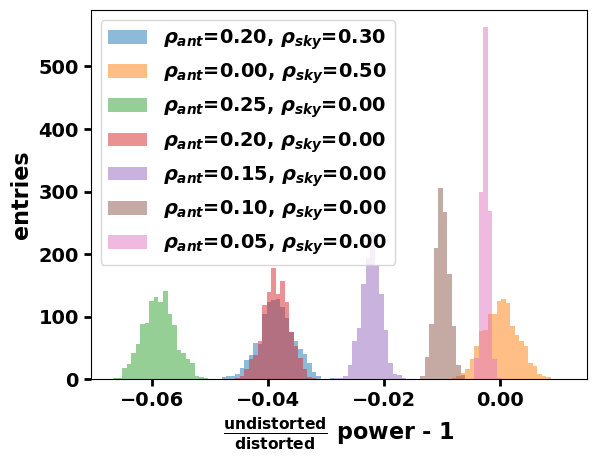 ρant=0.20, ρsky=0.30
ρant=0.00, ρsky=0.50
ρant=0.25, ρsky=0.00
ρant=0.20, ρsky=0.00
ρant=0.15, ρsky=0.00
ρant=0.10, ρsky=0.00
ρant=0.05, ρsky=0.00
entries
500
400
300
200
100
0
−0.06 −0.04 −0.02 0.00
undistorted/distorted power - 1